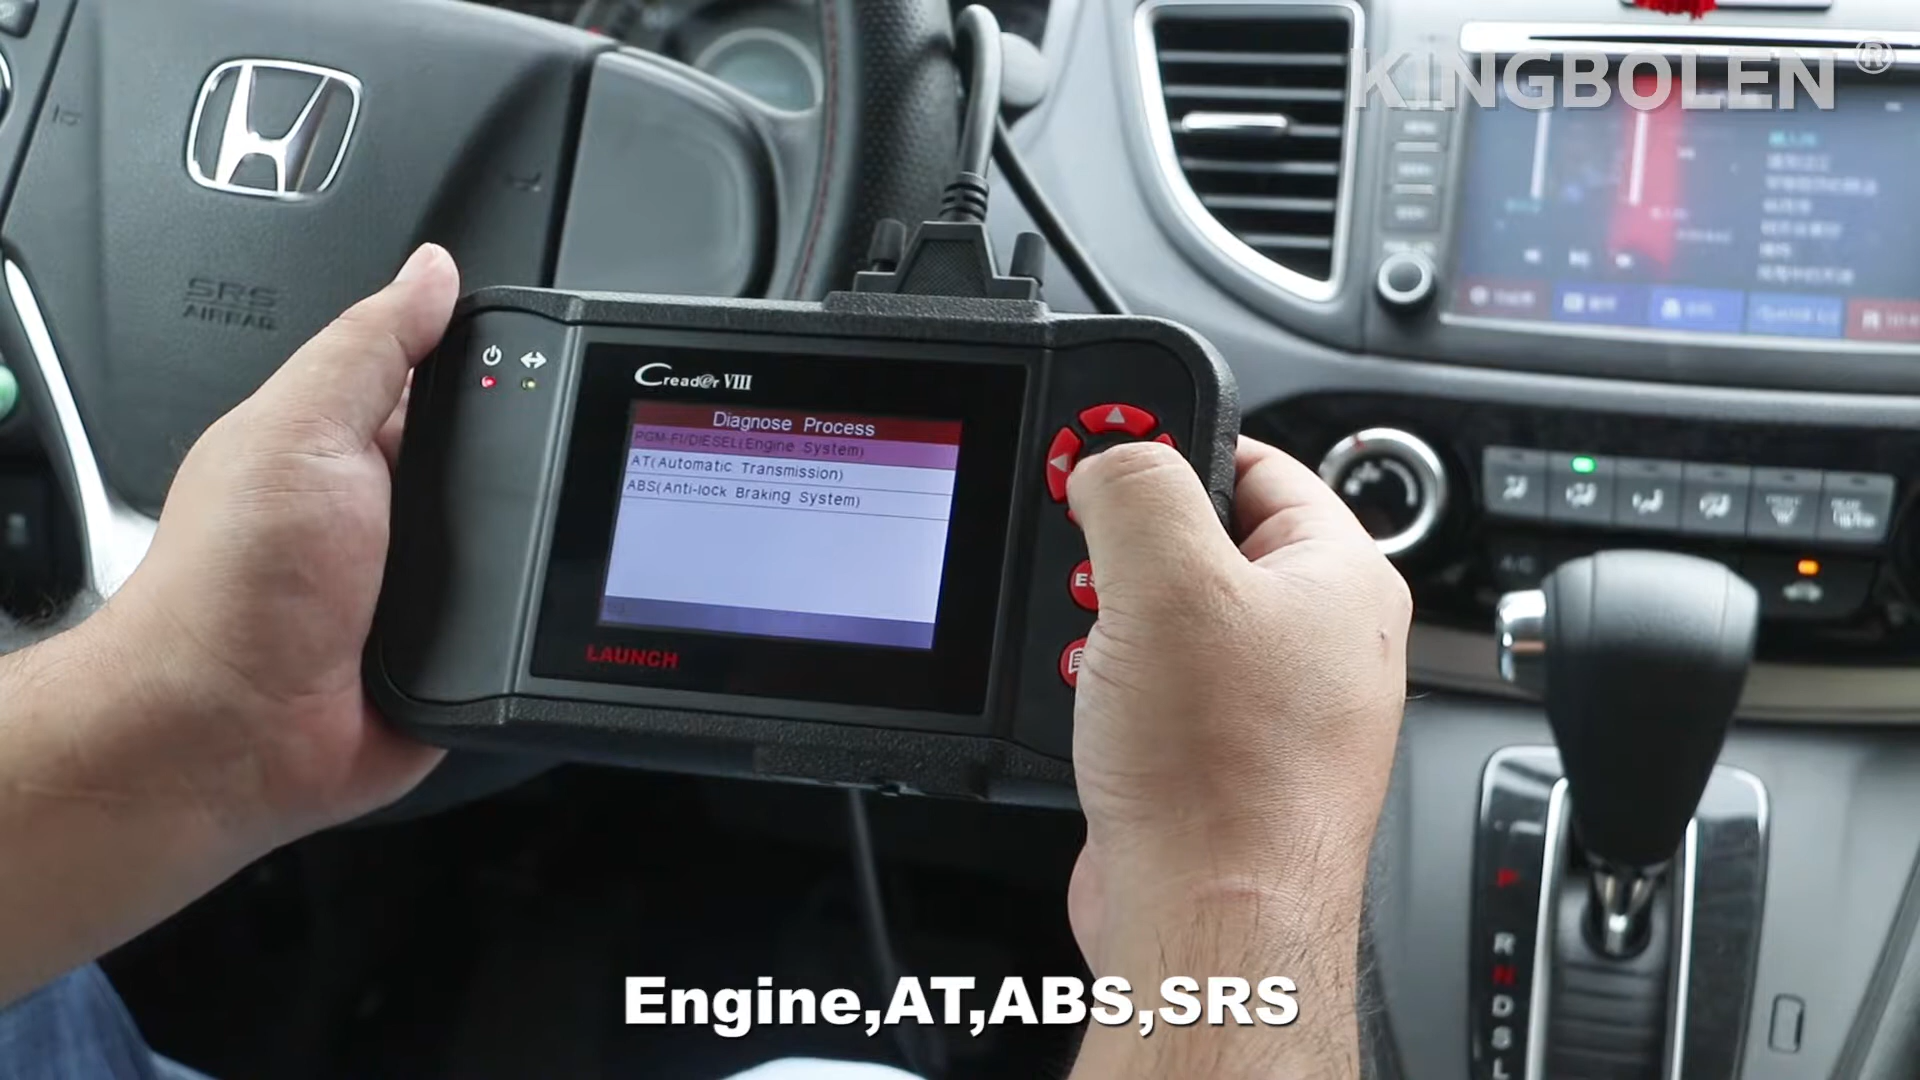 KINGBOLEN ®
SRS
AIRBAG
Creader VIII
Diagnose Process
PGM-FI/DIESEL(Engine System)
AT(Automatic Transmission)
ABS(Anti-lock Braking System)
LAUNCH
A/C
P
R
N
D
S
L
Engine,AT,ABS,SRS